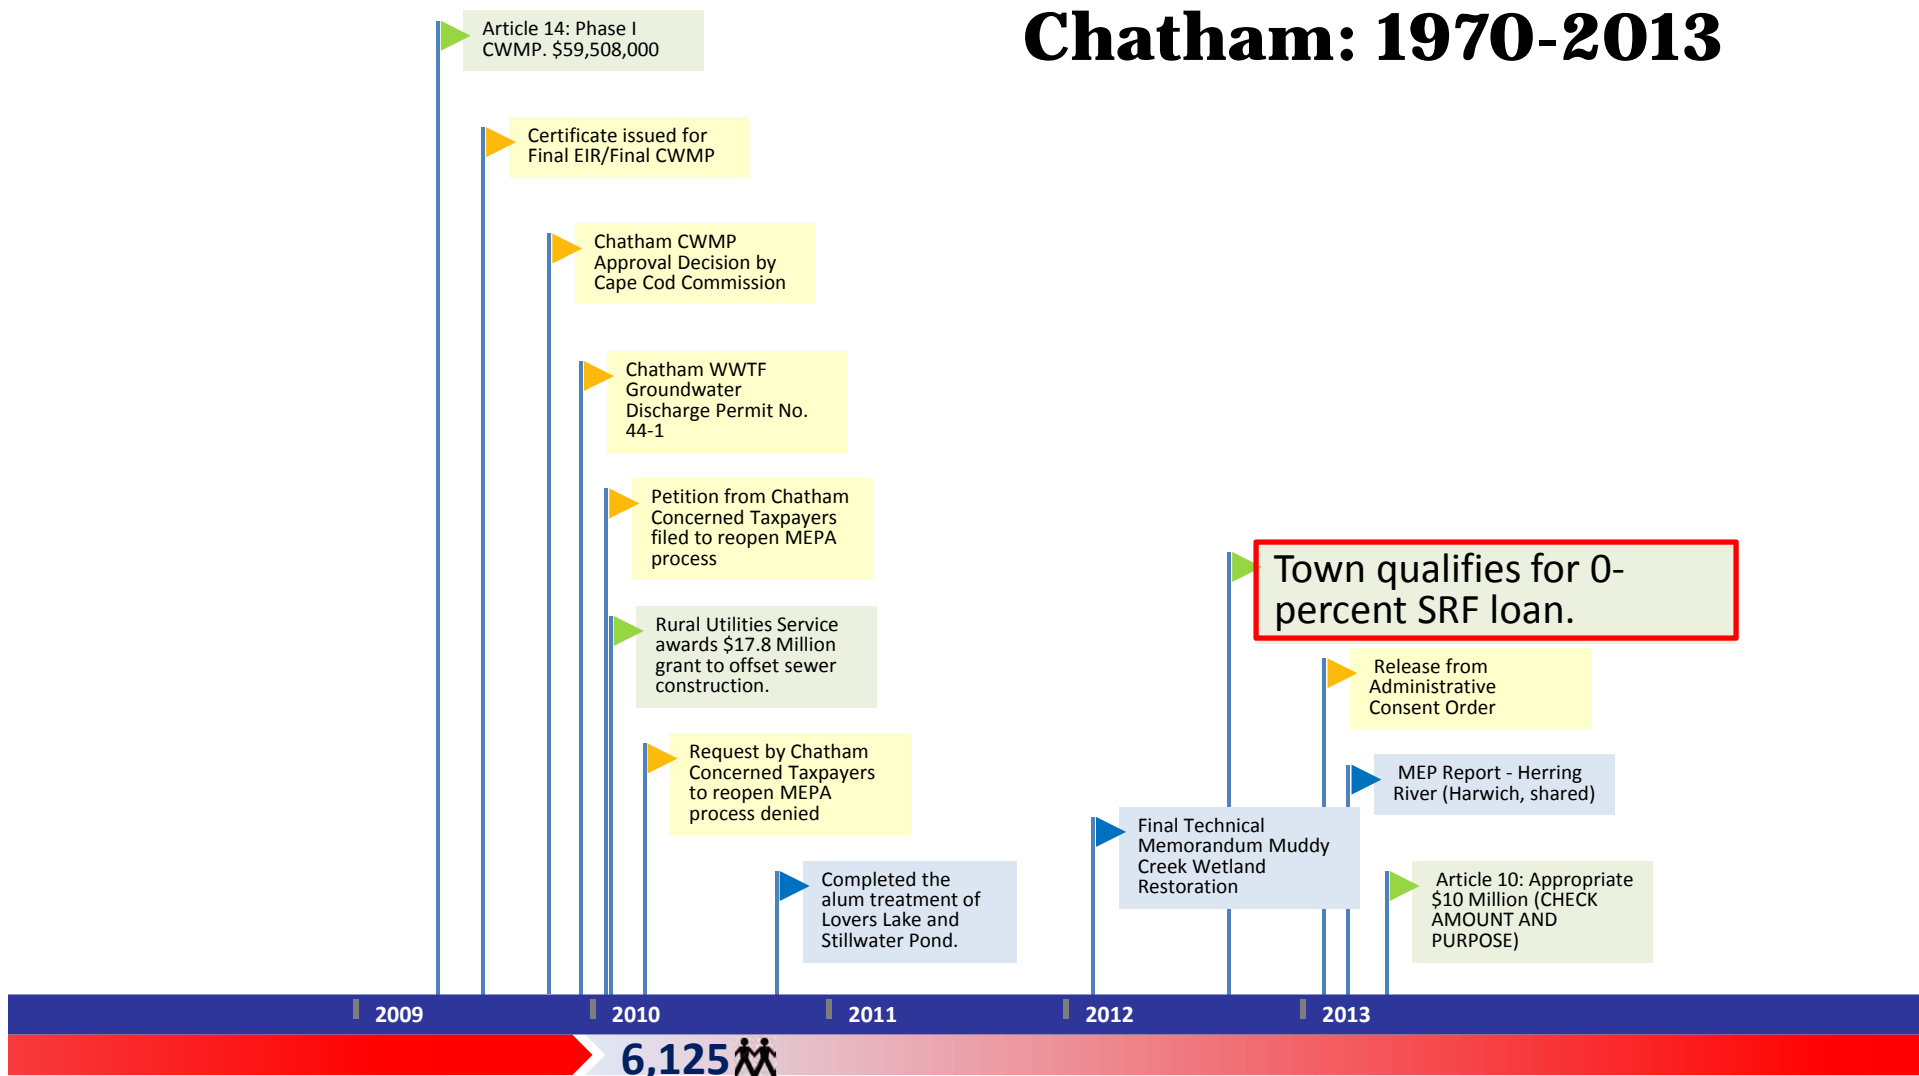 Chatham: 1970-2013
Article 14: Phase I
CWMP. $59,508,000
Certificate issued for
Final EIR/Final CWMP
Chatham CWMP
Approval Decision by
Cape Cod Commission
Chatham WWTF
Groundwater
Discharge Permit No.
44-1
Petition from Chatham
Concerned Taxpayers
filed to reopen MEPA
process
Rural Utilities Service
awards $17.8 Million
grant to offset sewer
construction.
Request by Chatham
Concerned Taxpayers
to reopen MEPA
process denied
Completed the
alum treatment of
Lovers Lake and
Stillwater Pond.
Final Technical
Memorandum Muddy
Creek Wetland
Restoration
Town qualifies for 0-
percent SRF loan.
Release from
Administrative
Consent Order
MEP Report - Herring
River (Harwich, shared)
Article 10: Appropriate
$10 Million (CHECK
AMOUNT AND
PURPOSE)
2009
2010
2011
2012
2013
6,125